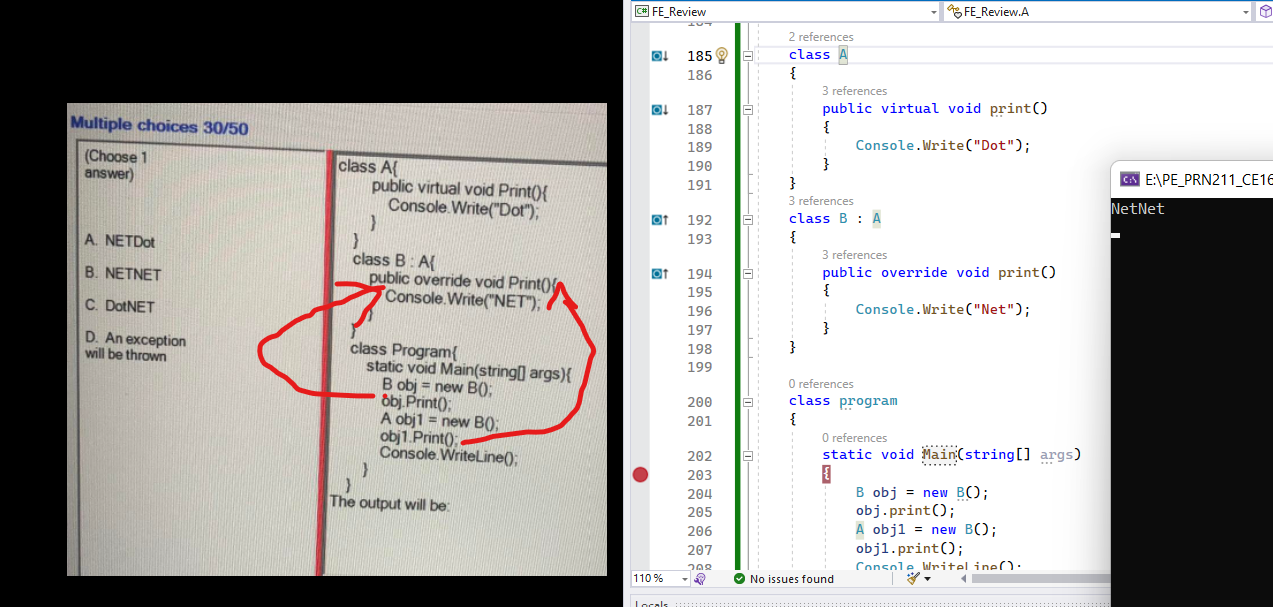 Multiple choices 30/50
(Choose 1
answer)
A. NETDot
B. NETNET
C. DotNET
D. An exception
will be thrown
class A{
public virtual void Print(){
Console.Write("Dot");
}
}
class B : A{
public override void Print(){
Console.Write("NET");
}
}
class Program{
static void Main(string[] args){
B obj = new B();
obj.Print();
A obj1 = new B();
obj1.Print();
Console.WriteLine();
}
}
The output will be:
C# FE_Review
FE_Review.A
184
2 references
185 class A
186 {
3 references
187 public virtual void print()
188 {
189 Console.Write("Dot");
190 }
191 }
3 references
192 class B : A
193 {
3 references
194 public override void print()
195 {
196 Console.Write("Net");
197 }
198 }
199
0 references
200 class program
201 {
0 references
202 static void Main(string[] args)
203 {
204 B obj = new B();
205 obj.print();
206 A obj1 = new B();
207 obj1.print();
208 Console.WriteLine();
110 %
No issues found
Locals
C:\ E:\PE_PRN211_CE16
NetNet